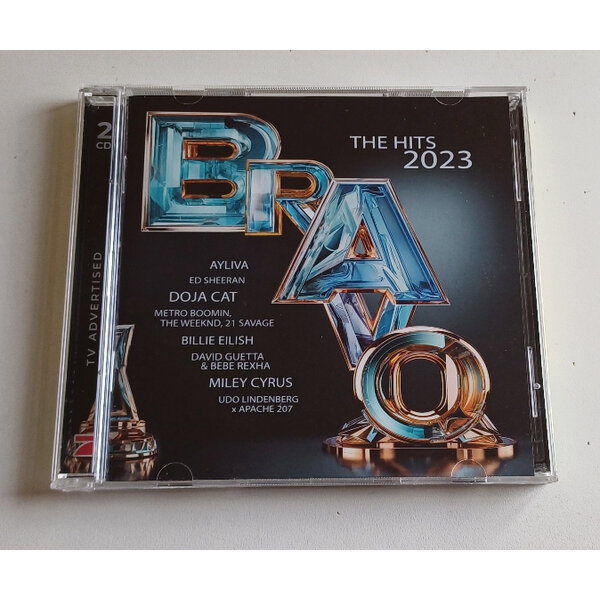 2
CD
TV ADVERTISED
BRAVO
THE HITS
2023
AYLIVA
ED SHEERAN
DOJA CAT
METRO BOOMIN,
THE WEEKND, 21 SAVAGE
BILLIE EILISH
DAVID GUETTA
& BEBE REXHA
MILEY CYRUS
UDO LINDENBERG
x APACHE 207